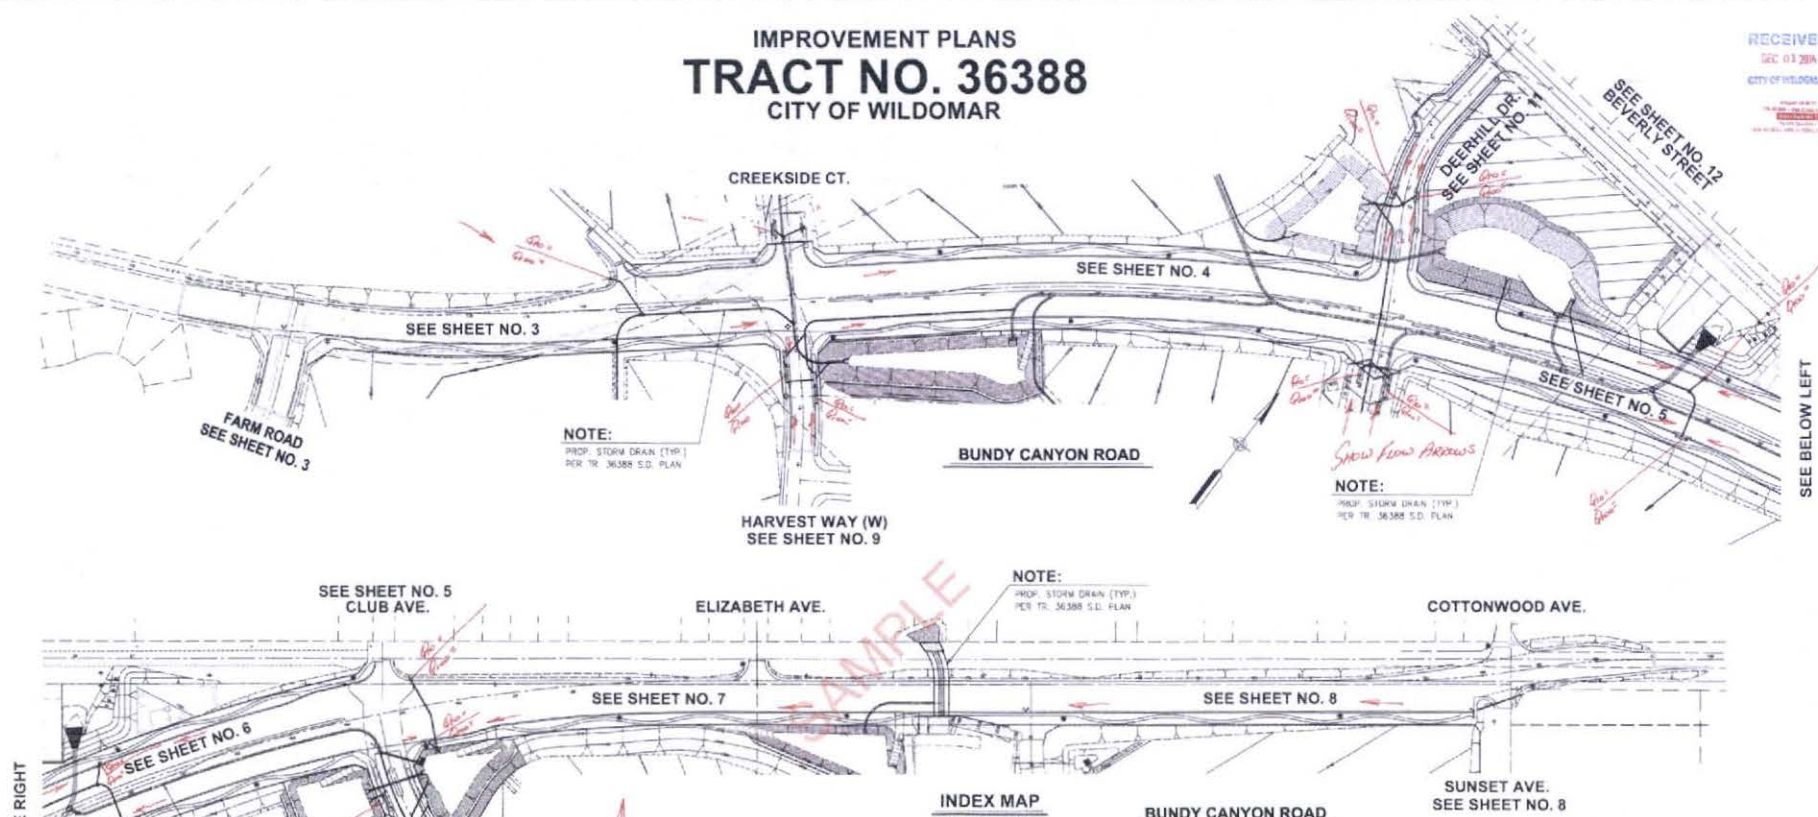 IMPROVEMENT PLANS
TRACT NO. 36388
CITY OF WILDOMAR
RECEIVE
DEC 01
CITY OF WILDOMA
SEE SHEET NO. 12
BEVERLY STREET
DEERHILL DR.
SEE SHEET NO. 11
CREEKSIDE CT.
SEE SHEET NO. 4
SEE SHEET NO. 3
SEE SHEET NO. 5
FARM ROAD
SEE SHEET NO. 3
NOTE:
PROP. STORM DRAIN (TYP.)
PER TR. 36388 S.D. PLAN
BUNDY CANYON ROAD
SHOW FLOW ARROWS
NOTE:
PROP. STORM DRAIN (TYP.)
PER TR. 36388 S.D. PLAN
SEE BELOW LEFT
HARVEST WAY (W)
SEE SHEET NO. 9
SAMPLE
NOTE:
PROP. STORM DRAIN (TYP.)
PER TR. 36388 S.D. PLAN
SEE SHEET NO. 5
CLUB AVE.
ELIZABETH AVE.
COTTONWOOD AVE.
SEE SHEET NO. 7
SEE SHEET NO. 8
SEE SHEET NO. 6
RIGHT
INDEX MAP
BUNDY CANYON ROAD
SUNSET AVE.
SEE SHEET NO. 8